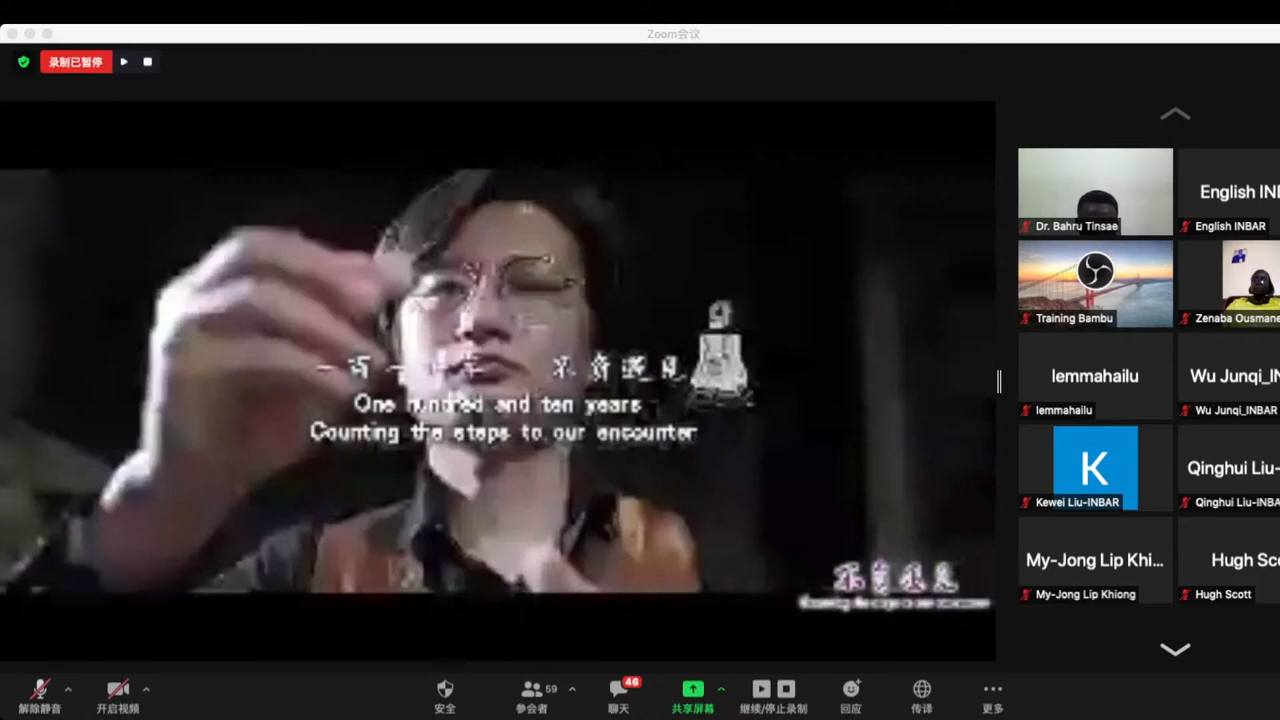 Zoom会议
录制已暂停
One hundred and ten years
Counting the steps to our encounter
Dr. Bahru Tinsae
English INBAR
Training Bambu
Zenaba Ousmane
lemmahailu
lemmahailu
Wu Junqi_IN
Wu Junqi_INBAR
K
Kewei Liu-INBAR
Qinghui Liu-
Qinghui Liu-INBA
My-Jong Lip Khi...
My-Jong Lip Khiong
Hugh Sco
Hugh Scott
解除静音
开启视频
安全
59
参会者
46
聊天
共享屏幕
继续/停止录制
回应
传译
更多